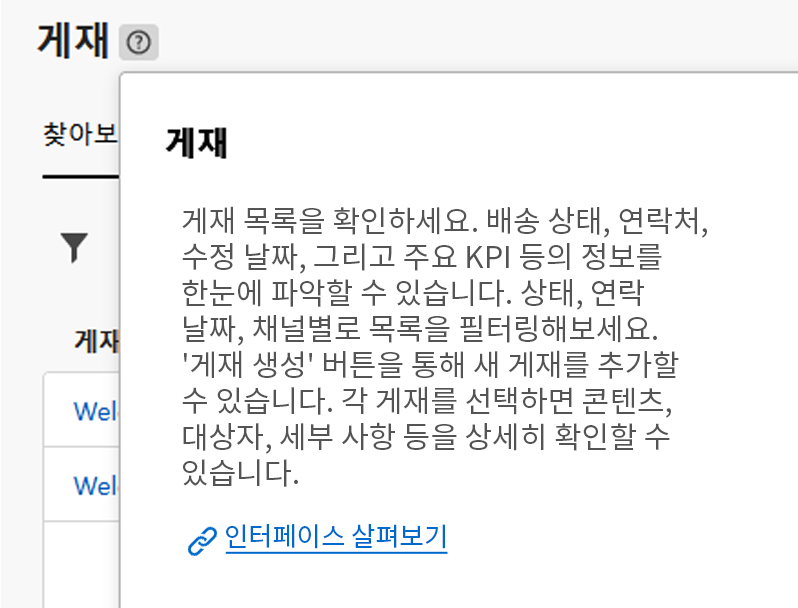 게재
찾아보
게재
게재 목록을 확인하세요. 배송 상태, 연락처,
수정 날짜, 그리고 주요 KPI 등의 정보를
한눈에 파악할 수 있습니다. 상태, 연락
날짜, 채널별로 목록을 필터링해보세요.
'게재 생성' 버튼을 통해 새 게재를 추가할
수 있습니다. 각 게재를 선택하면 콘텐츠,
대상자, 세부 사항 등을 상세히 확인할 수
있습니다.
인터페이스 살펴보기
게재
Welc
Welc